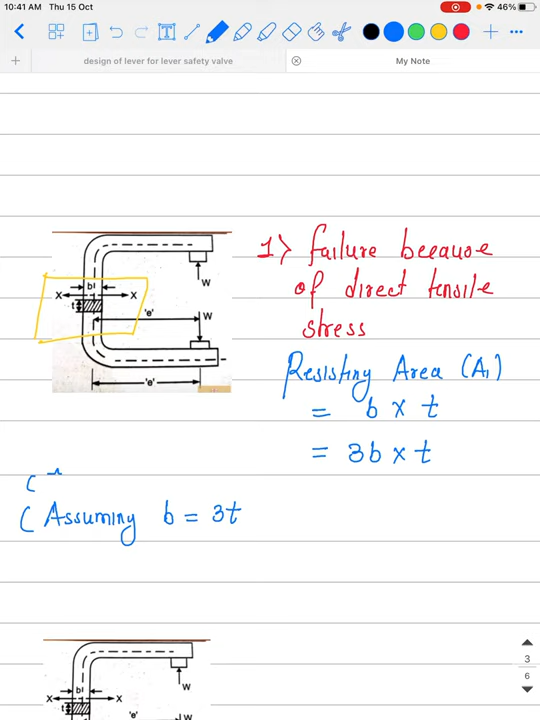 10:41 AM Thu 15 Oct
46%
design of lever for lever safety valve
My Note
b
X X
t
'e'
W
W
'e'
1> failure because
of direct tensile
stress
Resisting Area (A₁)
= b x t
= 3b x t
(
( Assuming b = 3t
b
X X
t
'e'
W
W
3
6